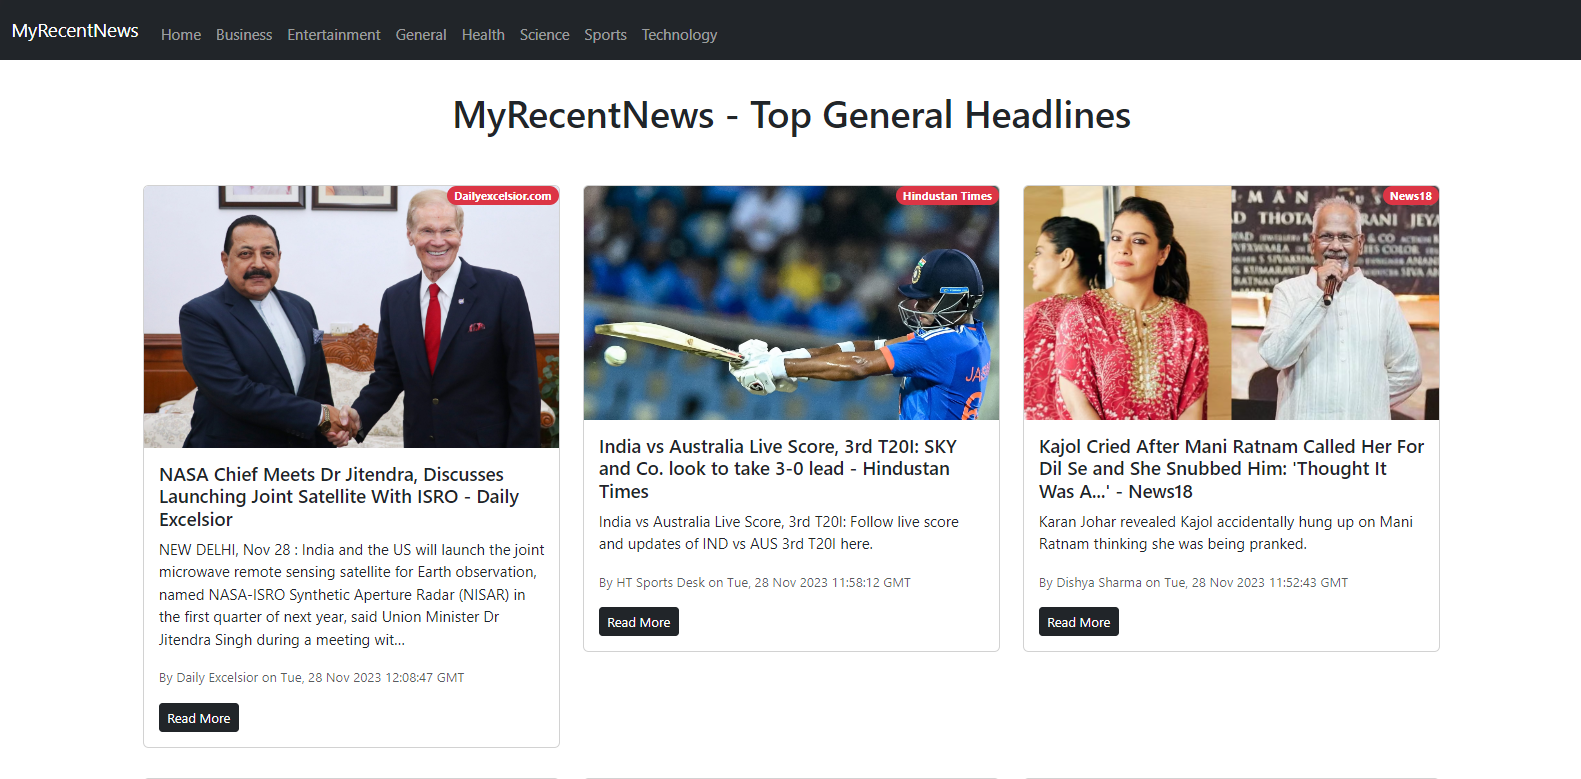 MyRecentNews Home Business Entertainment General Health Science Sports Technology
MyRecentNews - Top General Headlines
Dailyexcelsior.com
NASA Chief Meets Dr Jitendra, Discusses
Launching Joint Satellite With ISRO - Daily
Excelsior
NEW DELHI, Nov 28 : India and the US will launch the joint
microwave remote sensing satellite for Earth observation,
named NASA-ISRO Synthetic Aperture Radar (NISAR) in
the first quarter of next year, said Union Minister Dr
Jitendra Singh during a meeting wit…
By Daily Excelsior on Tue, 28 Nov 2023 12:08:47 GMT
Read More
Hindustan Times
India vs Australia Live Score, 3rd T20I: SKY
and Co. look to take 3-0 lead - Hindustan
Times
India vs Australia Live Score, 3rd T20I: Follow live score
and updates of IND vs AUS 3rd T20I here.
By HT Sports Desk on Tue, 28 Nov 2023 11:58:12 GMT
Read More
News18
Kajol Cried After Mani Ratnam Called Her For
Dil Se and She Snubbed Him: 'Thought It
Was A...' - News18
Karan Johar revealed Kajol accidentally hung up on Mani
Ratnam thinking she was being pranked.
By Dishya Sharma on Tue, 28 Nov 2023 11:52:43 GMT
Read More